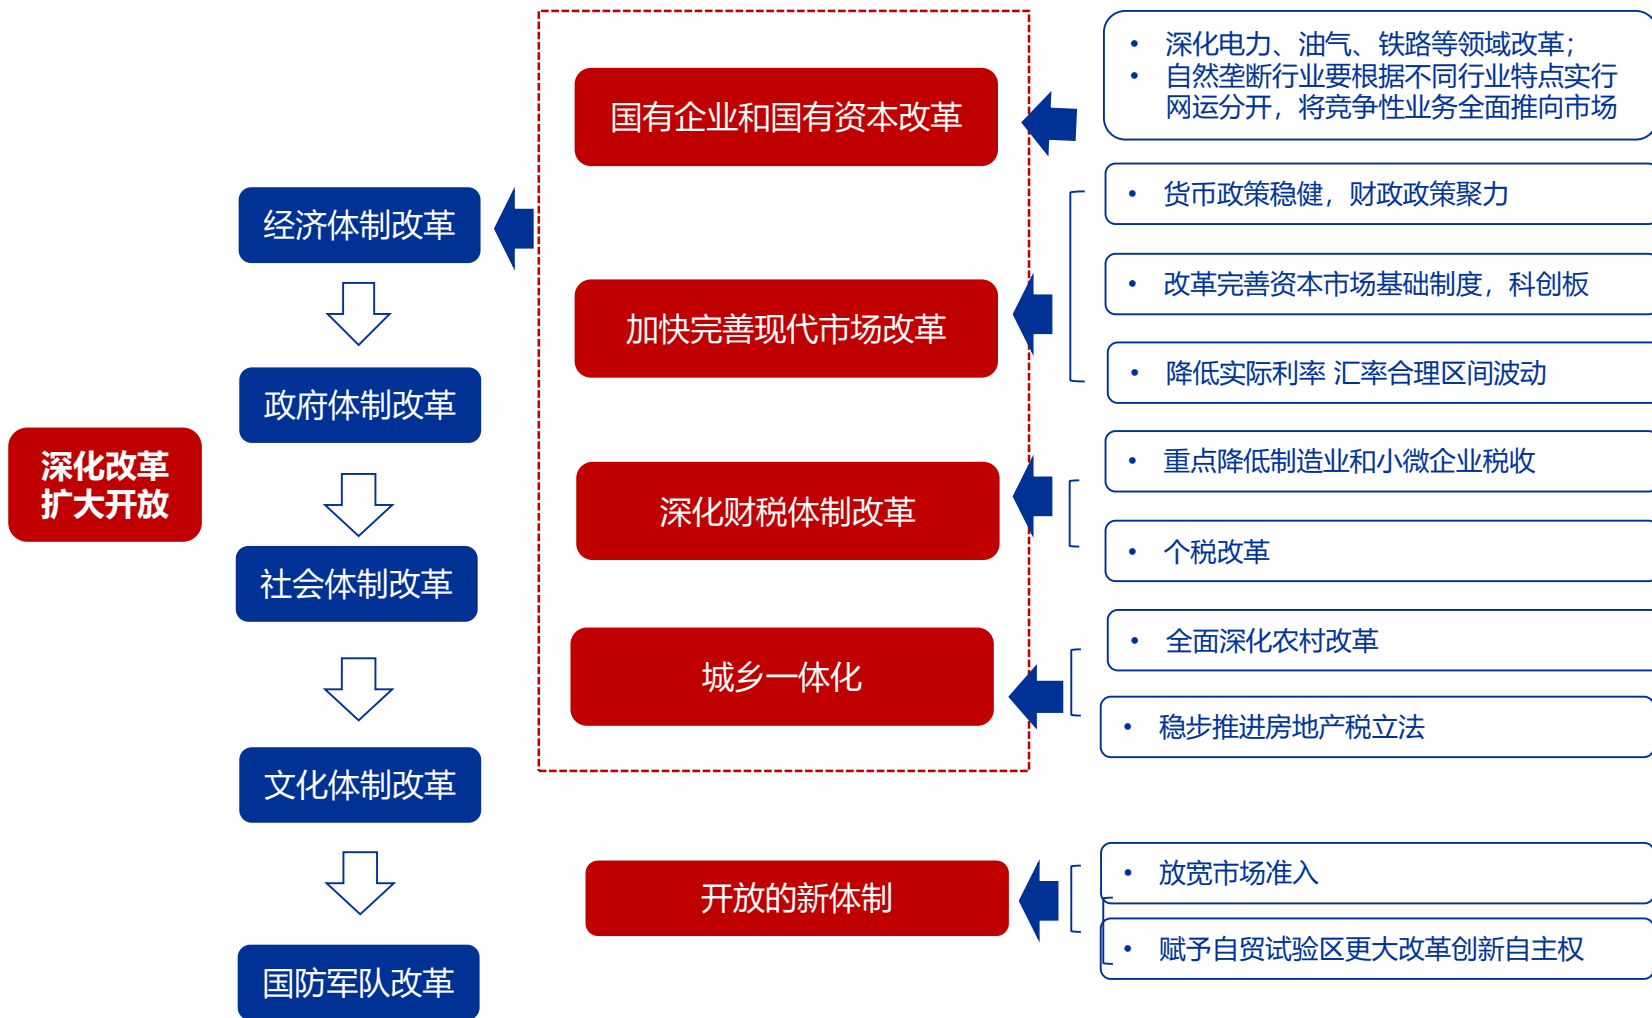 深化改革
扩大开放
经济体制改革
政府体制改革
社会体制改革
文化体制改革
国防军队改革
国有企业和国有资本改革
加快完善现代市场改革
深化财税体制改革
城乡一体化
开放的新体制
• 深化电力、油气、铁路等领域改革；
• 自然垄断行业要根据不同行业特点实行
网运分开，将竞争性业务全面推向市场
• 货币政策稳健，财政政策聚力
• 改革完善资本市场基础制度，科创板
• 降低实际利率 汇率合理区间波动
• 重点降低制造业和小微企业税收
• 个税改革
• 全面深化农村改革
• 稳步推进房地产税立法
• 放宽市场准入
• 赋予自贸试验区更大改革创新自主权